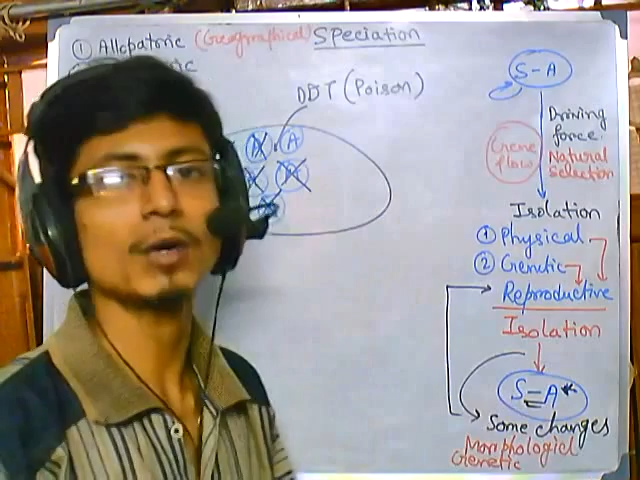 ① Allopatric (Geographical) Speciation
DDT (Poison)
A A
A
S-A
Driving
force
Gene
flow
Natural
selection
Isolation
① Physical
② Genetic
Reproductive
Isolation
S=A*
Some changes
Morphological
Genetic